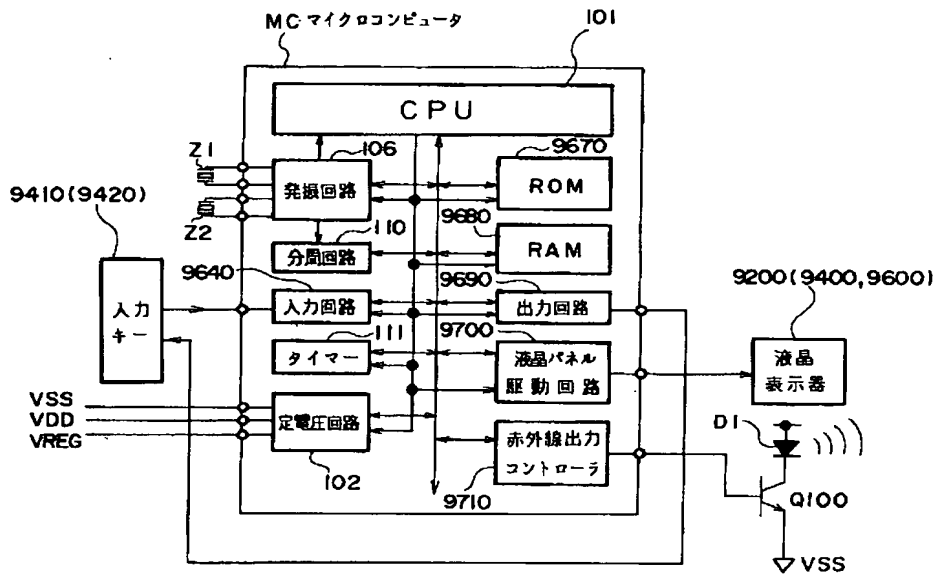 MC マイクロコンピュータ
101
CPU
106
9670
Z1
発振回路
ROM
9410(9420)
Z2
110
9680
RAM
分周回路
9640
9690
9200(9400,9600)
入力
キー
入力回路
出力回路
111
9700
タイマー
液晶パネル
駆動回路
液晶
表示器
VSS
VDD
VREG
定電圧回路
D1
赤外線出力
コントローラ
102
9710
Q100
VSS